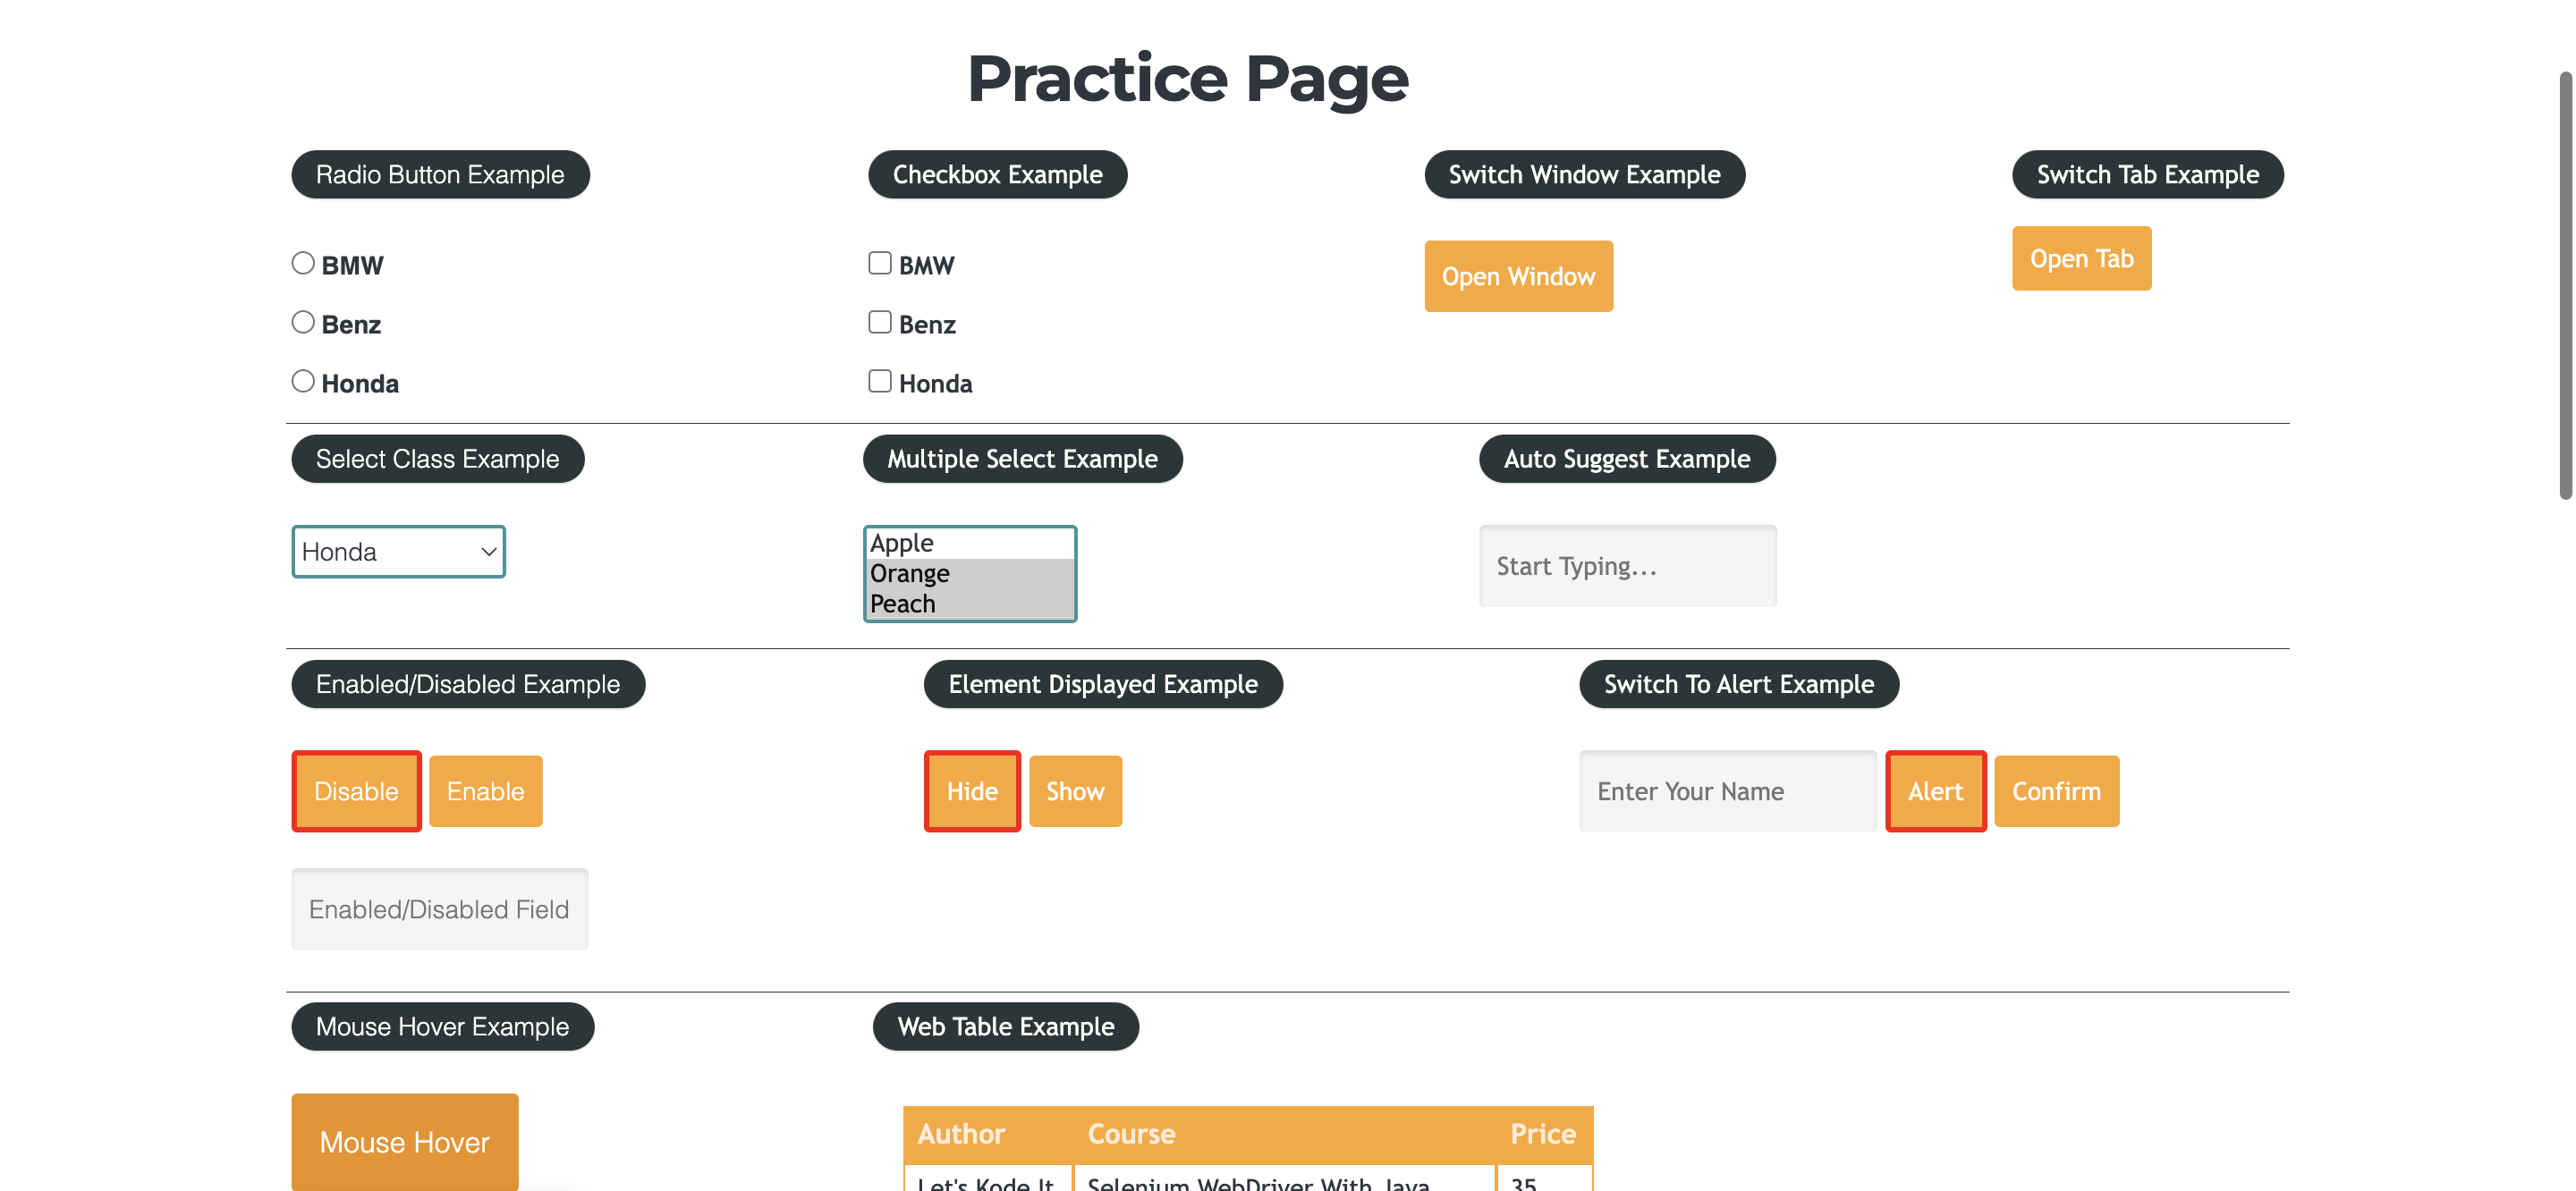 Practice Page
Radio Button Example
Checkbox Example
Switch Window Example
Switch Tab Example
BMW
Benz
Honda
BMW
Benz
Honda
Open Window
Open Tab
Select Class Example
Multiple Select Example
Auto Suggest Example
Honda
Apple
Orange
Peach
Start Typing...
Enabled/Disabled Example
Element Displayed Example
Switch To Alert Example
Disable Enable
Hide Show
Enter Your Name Alert Confirm
Enabled/Disabled Field
Mouse Hover Example
Web Table Example
Mouse Hover
Author Course Price
Let's Kode It Selenium WebDriver With Java 35